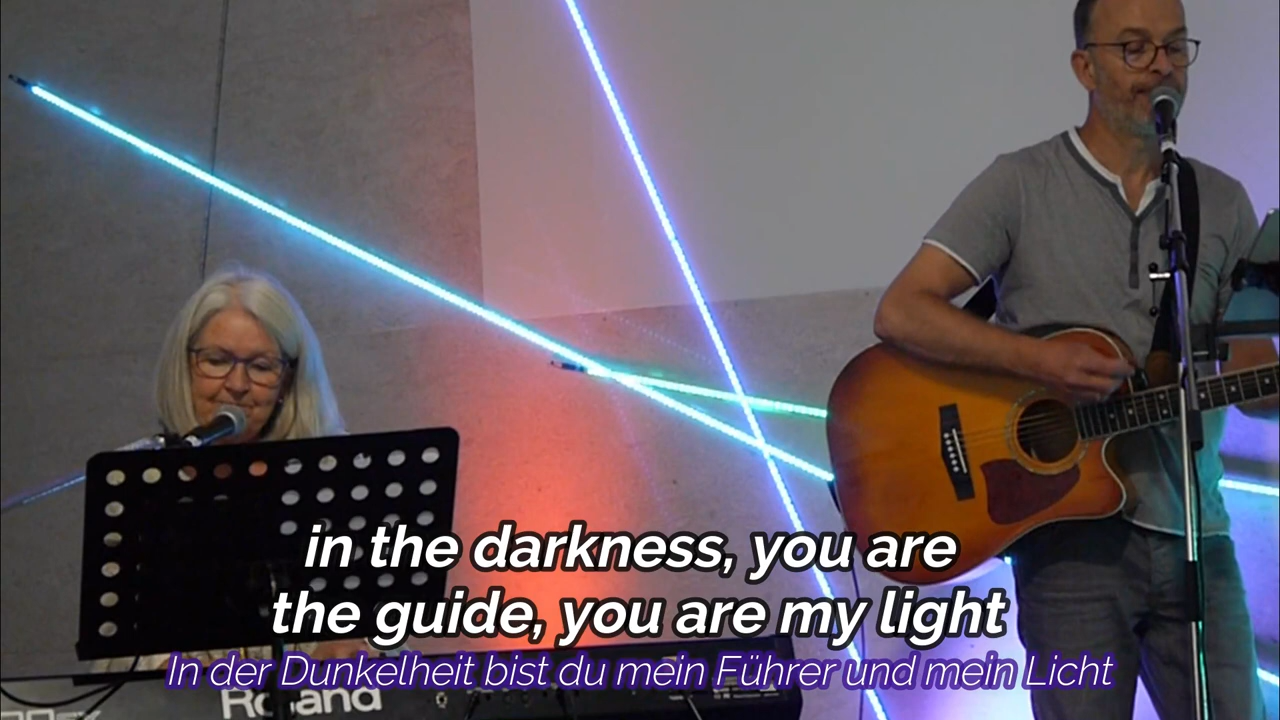 in the darkness, you are
the guide, you are my light
In der Dunkelheit bist du mein Führer und mein Licht
Roland